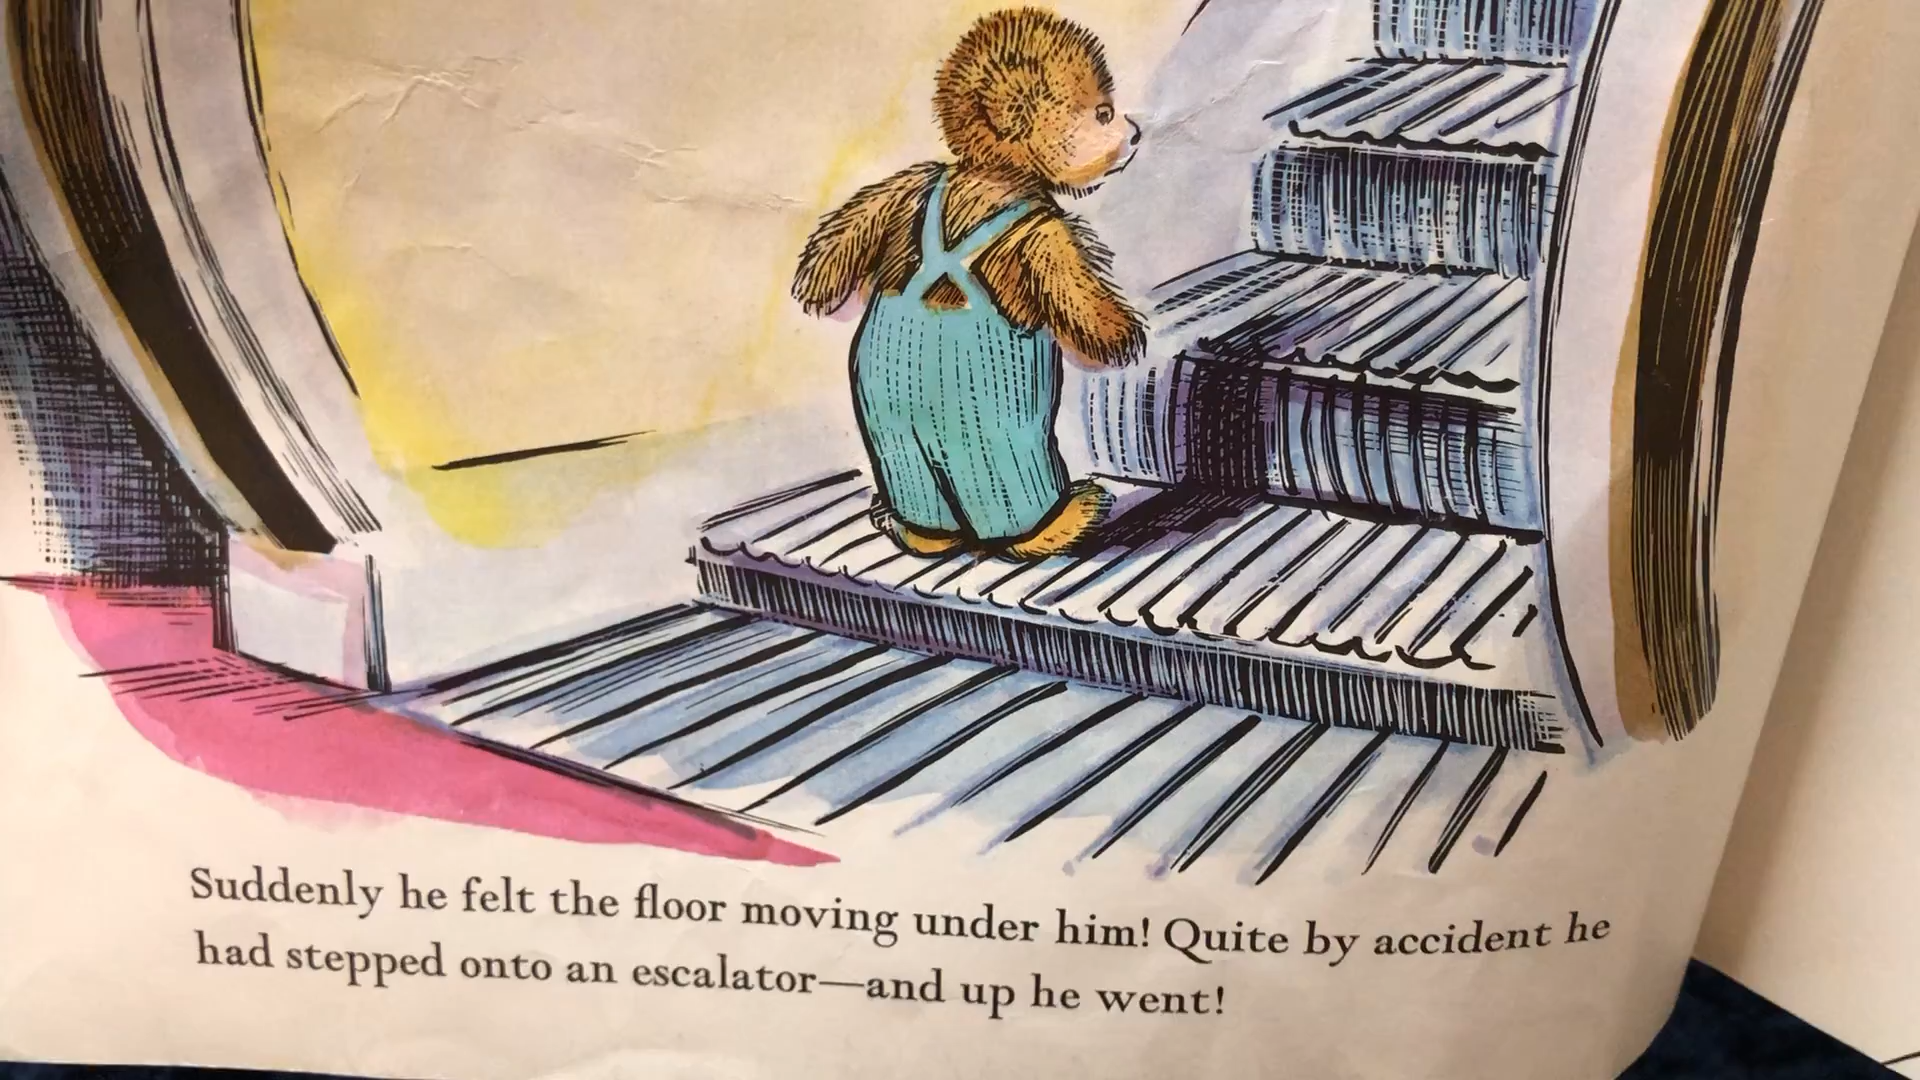 Suddenly he felt the floor moving under him! Quite by accident he
had stepped onto an escalator—and up he went!